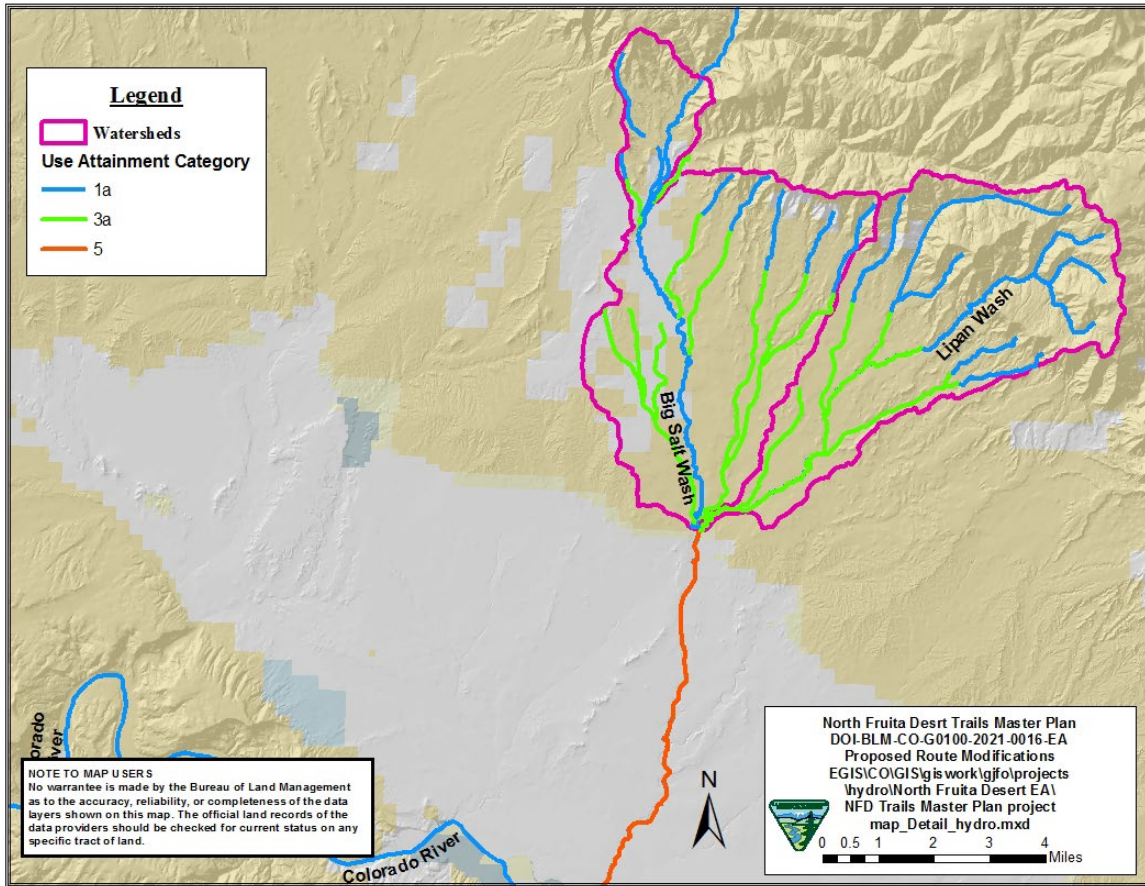 Legend
Watersheds
Use Attainment Category
1a
3a
5
Lipan Wash
Big Salt Wash
orado
iver
Colorado River
NOTE TO MAP USERS
No warrantee is made by the Bureau of Land Management
as to the accuracy, reliability, or completeness of the data
layers shown on this map. The official land records of the
data providers should be checked for current status on any
specific tract of land.
N
North Fruita Desrt Trails Master Plan
DOI-BLM-CO-G0100-2021-0016-EA
Proposed Route Modifications
EGIS\CO\GIS\giswork\gjfo\projects
\hydro\North Fruita Desert EA\
NFD Trails Master Plan project
map_Detail_hydro.mxd
0 0.5 1 2 3 4
Miles